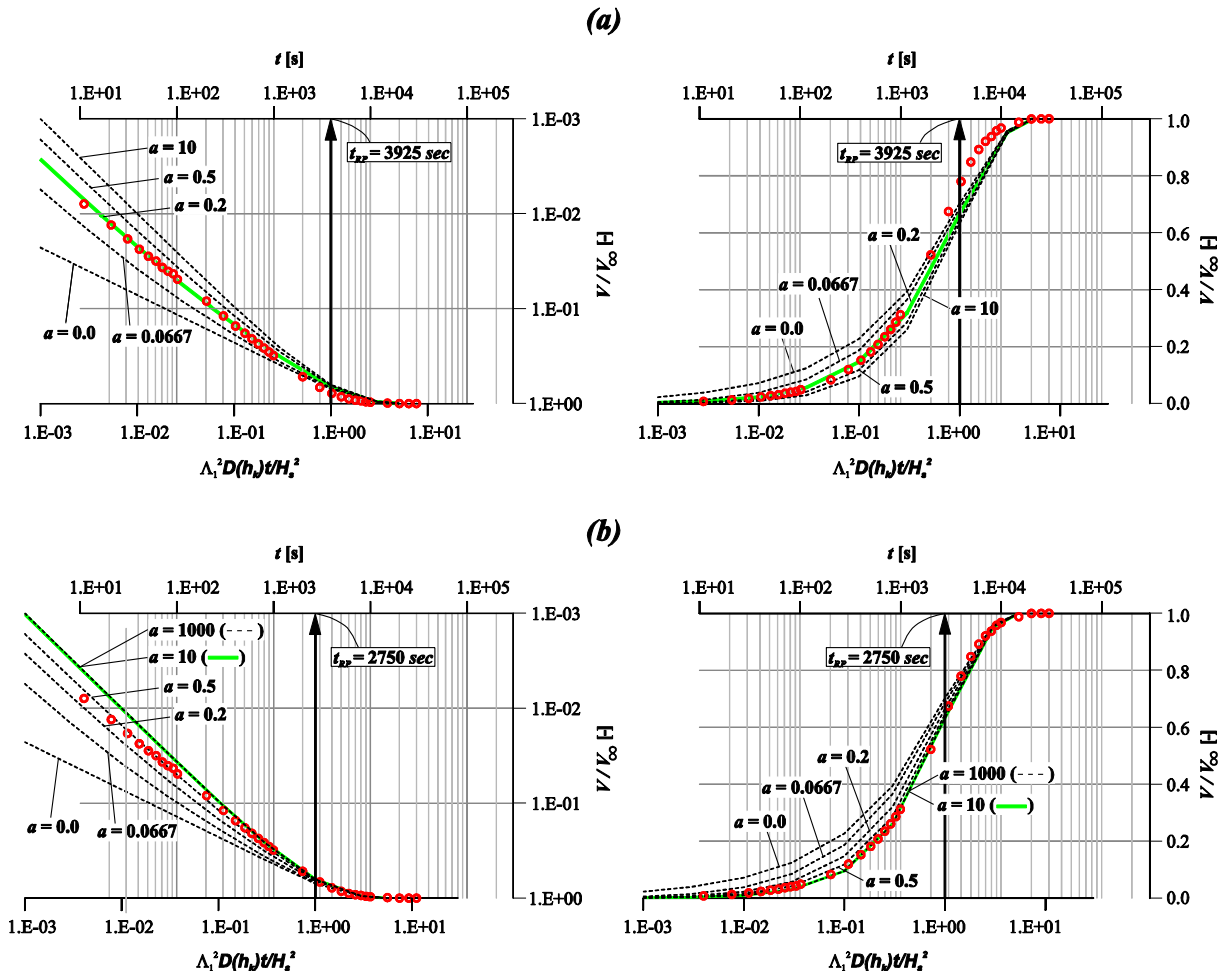 (a)
t [s]
1.E+01 1.E+02 1.E+03 1.E+04 1.E+05
a = 10
a = 0.5
a = 0.2
a = 0.0
a = 0.0667
t_RP = 3925 sec
1.E-03
1.E-02
1.E-01
1.E+00
V / V∞ [-]
1.E-03 1.E-02 1.E-01 1.E+00 1.E+01
Λ₁²D(hₖ)t/Hₛ²
t [s]
1.E+01 1.E+02 1.E+03 1.E+04 1.E+05
t_RP = 3925 sec
a = 0.2
a = 0.0667
a = 0.0
a = 10
a = 0.5
1.0
0.8
0.6
0.4
0.2
0.0
V / V∞ [-]
1.E-03 1.E-02 1.E-01 1.E+00 1.E+01
Λ₁²D(hₖ)t/Hₛ²
(b)
t [s]
1.E+01 1.E+02 1.E+03 1.E+04 1.E+05
a = 1000 (---)
a = 10 ( )
a = 0.5
a = 0.2
a = 0.0
a = 0.0667
t_RP = 2750 sec
1.E-03
1.E-02
1.E-01
1.E+00
V / V∞ [-]
1.E-03 1.E-02 1.E-01 1.E+00 1.E+01
Λ₁²D(hₖ)t/Hₛ²
t [s]
1.E+01 1.E+02 1.E+03 1.E+04 1.E+05
t_RP = 2750 sec
a = 0.2
a = 0.0667
a = 0.0
a = 1000 (---)
a = 10 ( )
a = 0.5
1.0
0.8
0.6
0.4
0.2
0.0
V / V∞ [-]
1.E-03 1.E-02 1.E-01 1.E+00 1.E+01
Λ₁²D(hₖ)t/Hₛ²